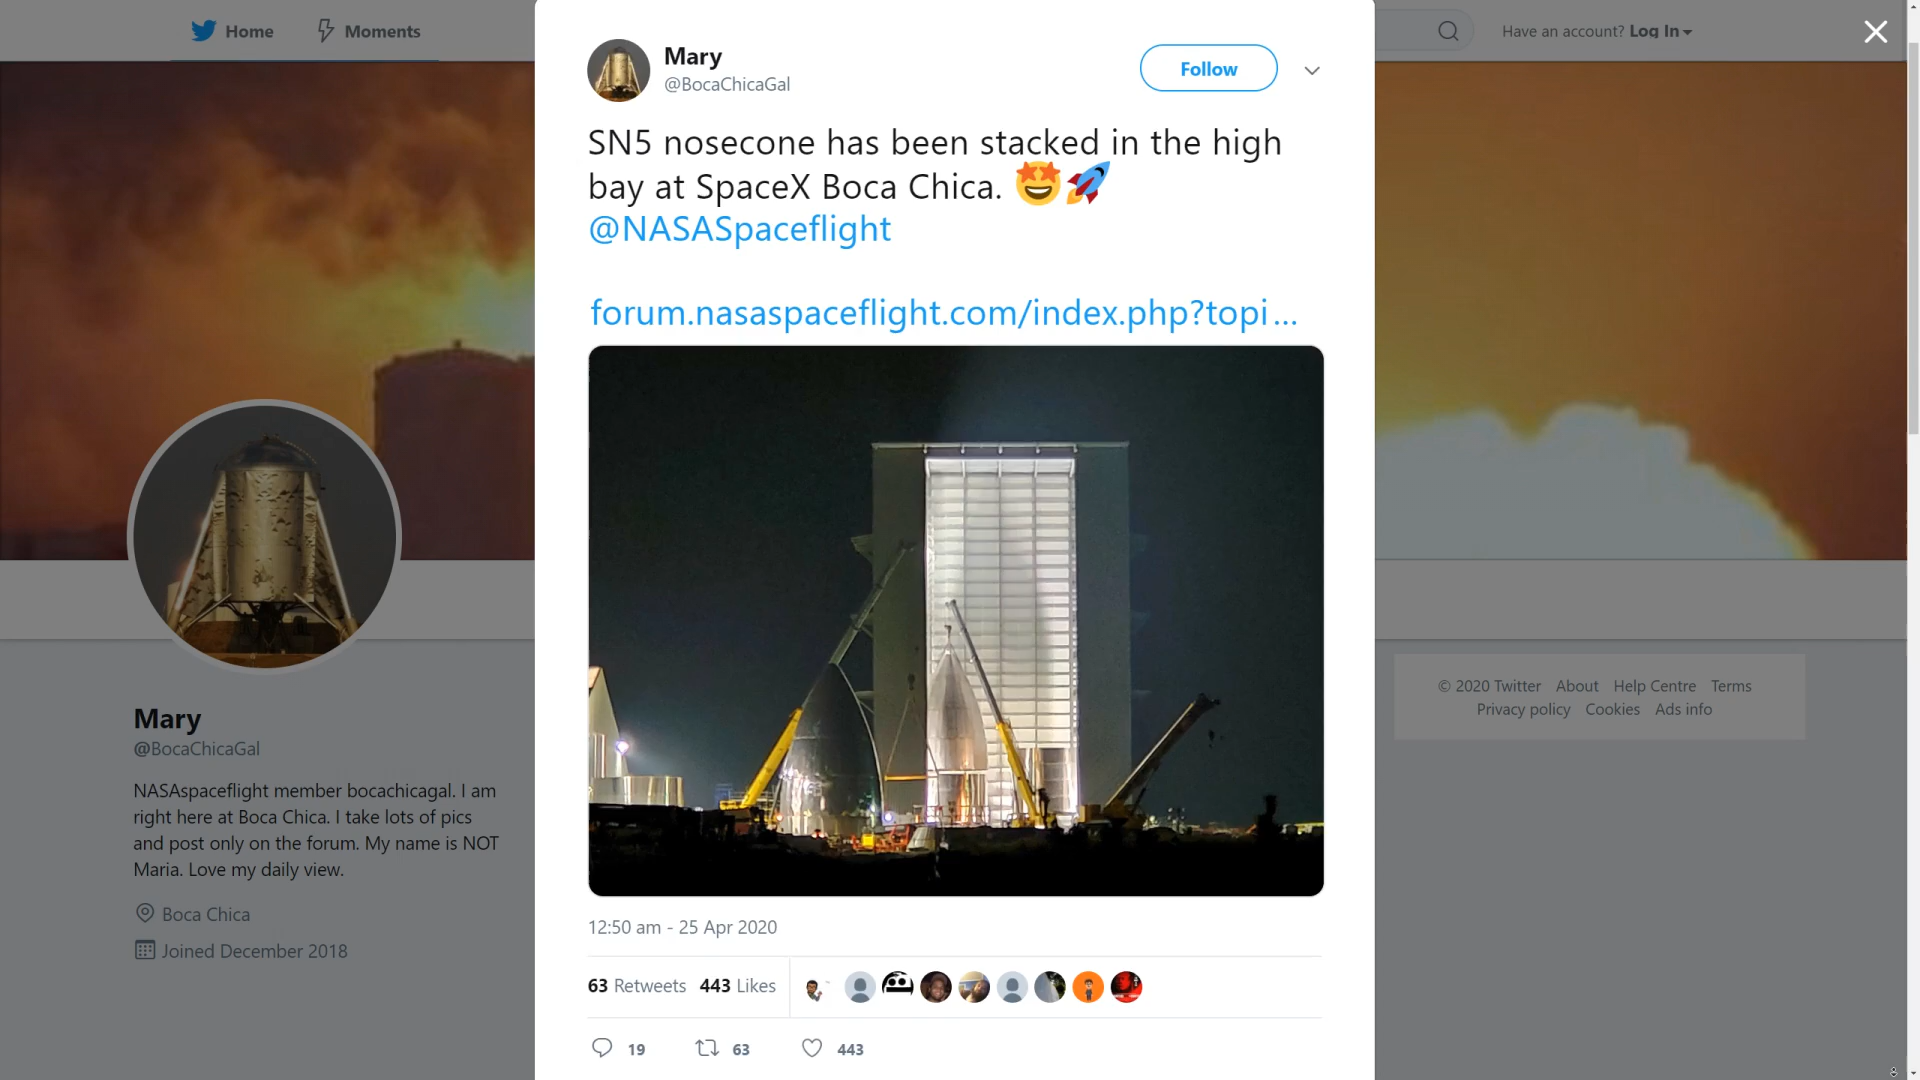 Home
Moments
Have an account? Log In
Mary
@BocaChicaGal
Follow
SN5 nosecone has been stacked in the high
bay at SpaceX Boca Chica. 🤩🚀
@NASASpaceflight
forum.nasaspaceflight.com/index.php?topi…
12:50 am - 25 Apr 2020
63 Retweets 443 Likes
19 63 443
Mary
@BocaChicaGal
NASAspaceflight member bocachicagal. I am
right here at Boca Chica. I take lots of pics
and post only on the forum. My name is NOT
Maria. Love my daily view.
Boca Chica
Joined December 2018
© 2020 Twitter About Help Centre Terms
Privacy policy Cookies Ads info